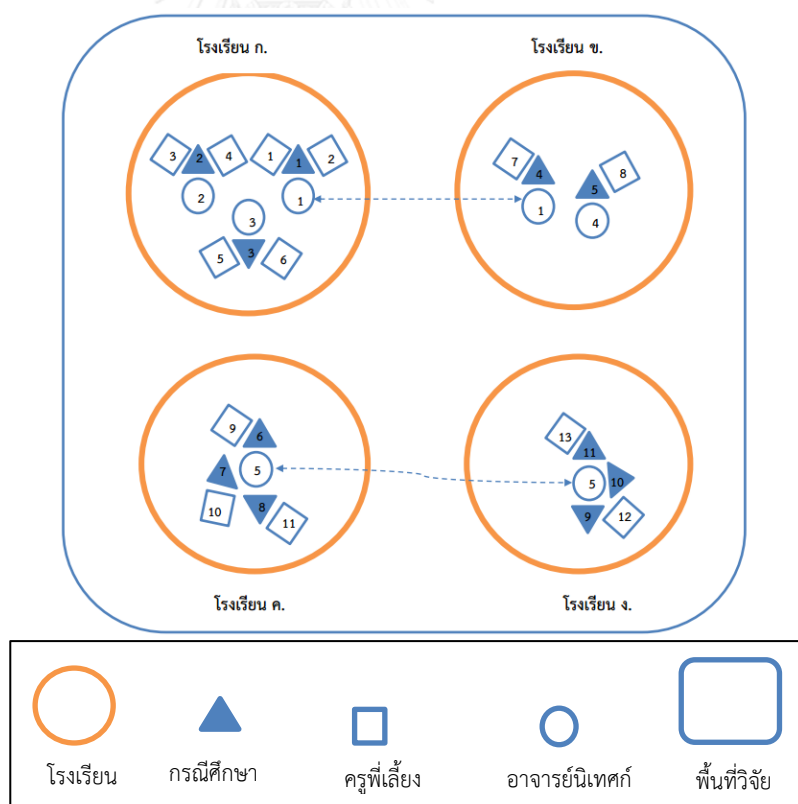 โรงเรียน ก. โรงเรียน ข.
3 2 4 1 1 2
2 1
3
5 3 6
7 4 8
5
1 4
9 6
7 5
10 8 11
13 11
5 10
9 12
โรงเรียน ค. โรงเรียน ง.
โรงเรียน กรณีศึกษา ครูพี่เลี้ยง อาจารย์นิเทศก์ พื้นที่วิจัย